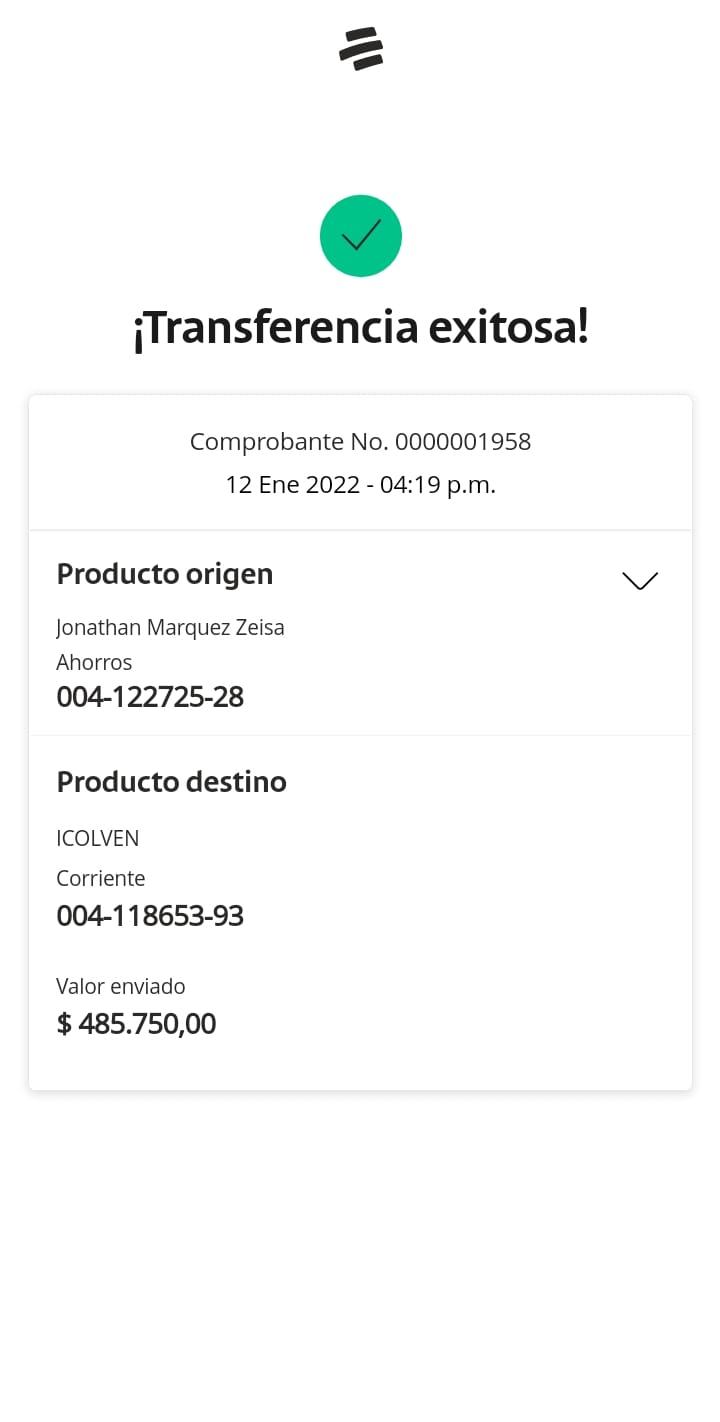 ¡Transferencia exitosa!
Comprobante No. 0000001958
12 Ene 2022 - 04:19 p.m.
Producto origen
Jonathan Marquez Zeisa
Ahorros
004-122725-28
Producto destino
ICOLVEN
Corriente
004-118653-93
Valor enviado
$ 485.750,00